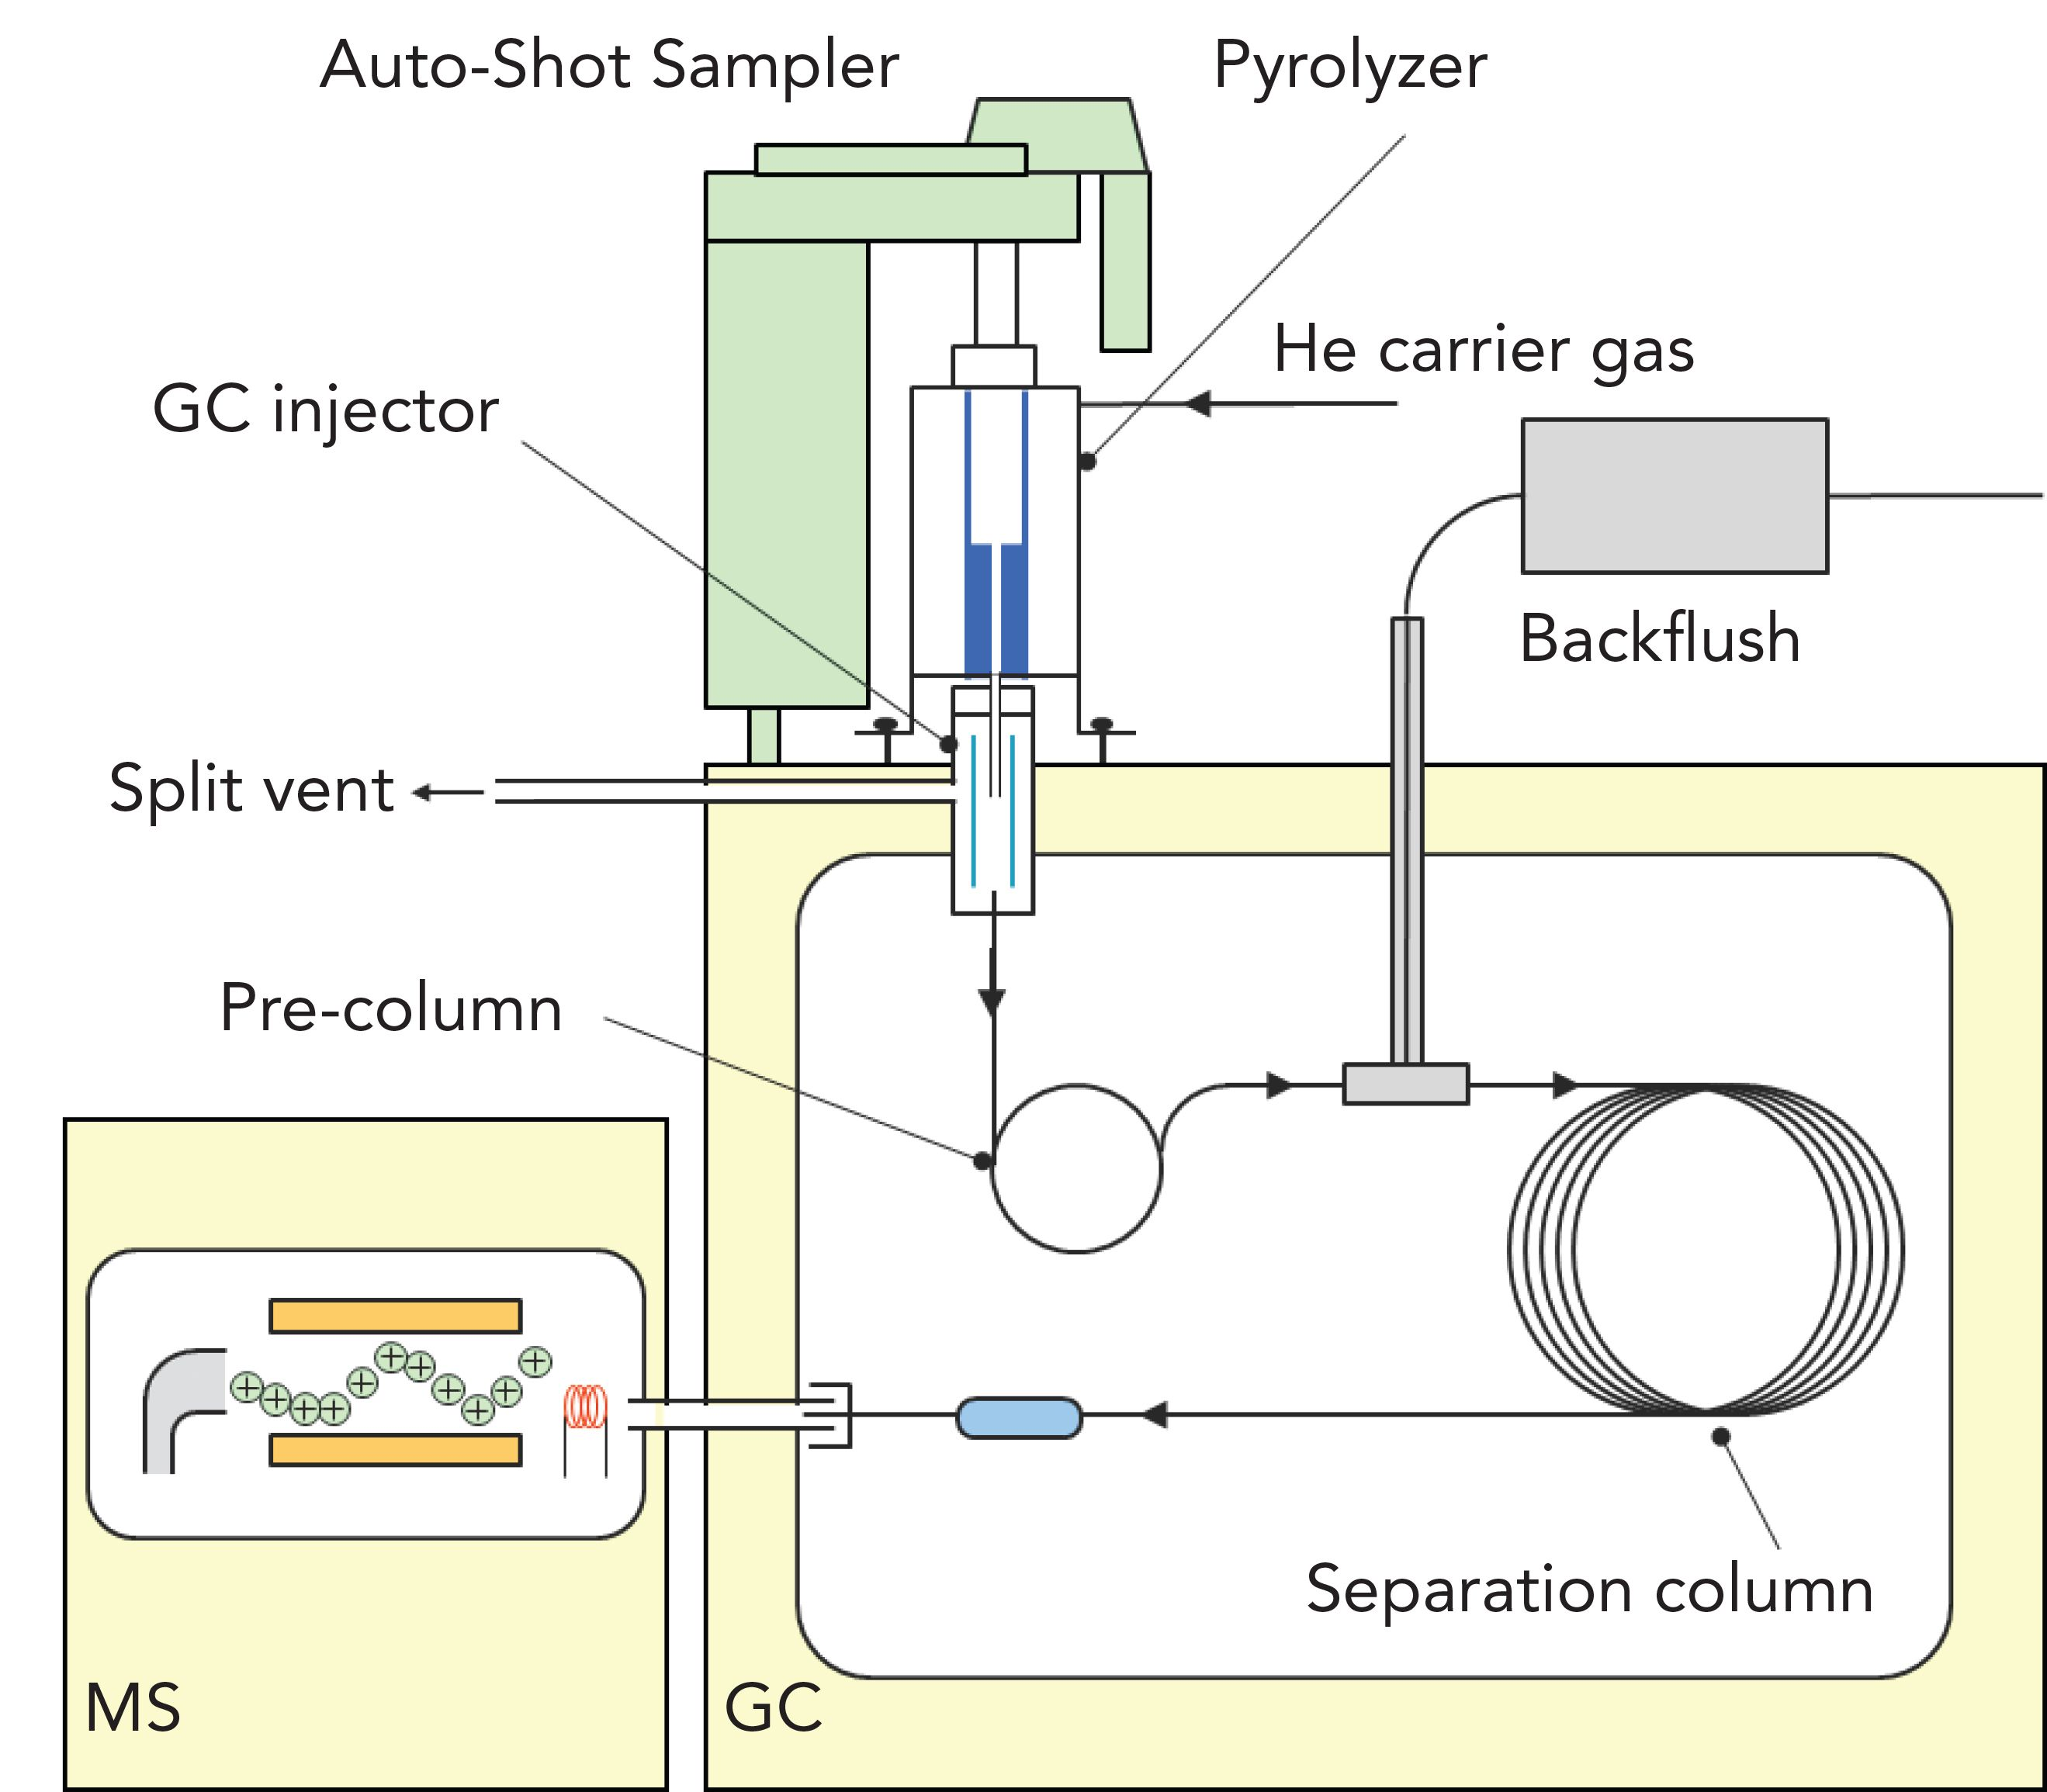 Auto-Shot Sampler
Pyrolyzer
He carrier gas
GC injector
Backflush
Split vent
Pre-column
Separation column
MS
GC